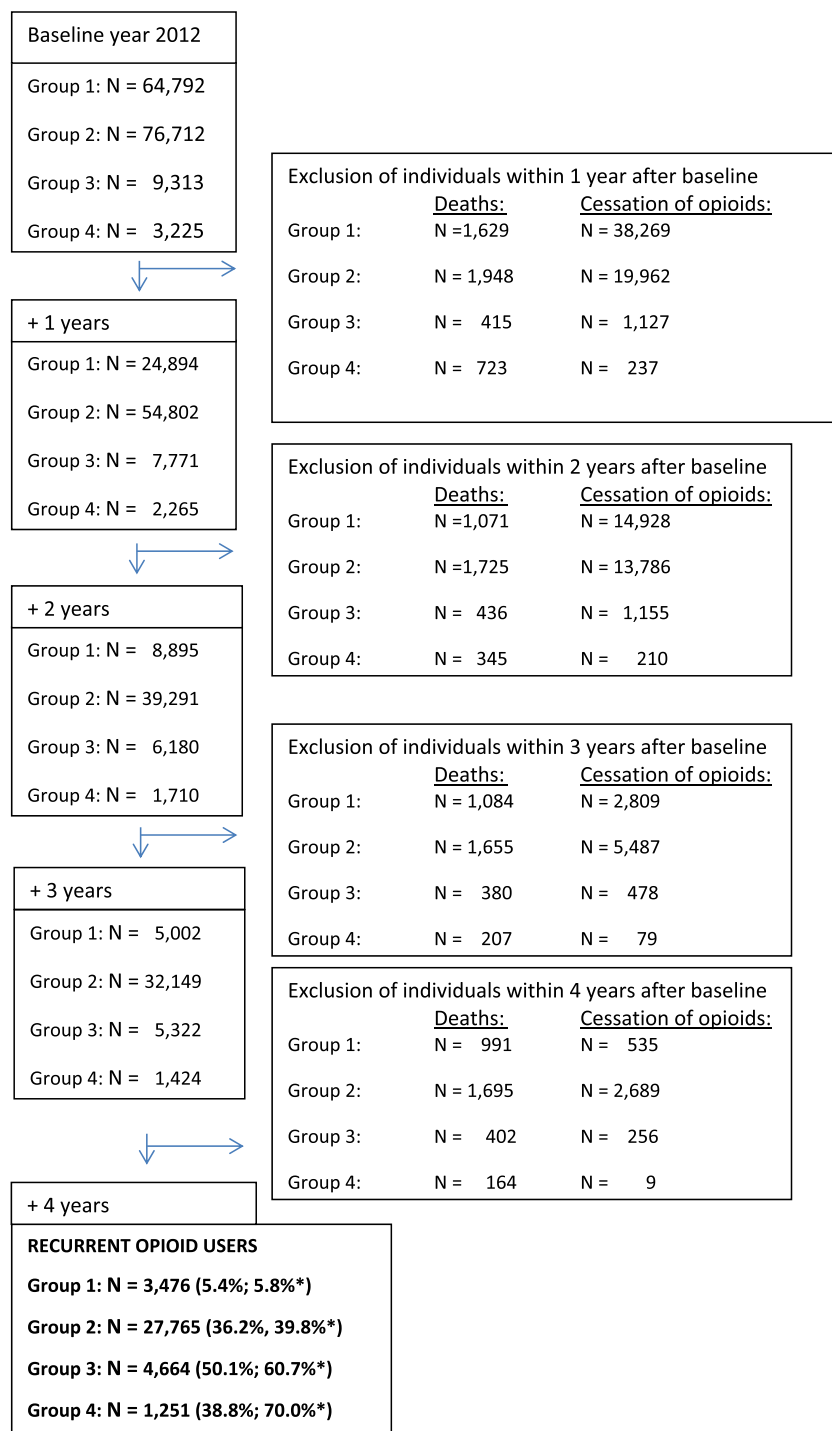 Baseline year 2012
Group 1: N = 64,792
Group 2: N = 76,712
Group 3: N = 9,313
Group 4: N = 3,225
Exclusion of individuals within 1 year after baseline
Deaths: Cessation of opioids:
Group 1: N =1,629 N = 38,269
Group 2: N = 1,948 N = 19,962
Group 3: N = 415 N = 1,127
Group 4: N = 723 N = 237
+ 1 years
Group 1: N = 24,894
Group 2: N = 54,802
Group 3: N = 7,771
Group 4: N = 2,265
Exclusion of individuals within 2 years after baseline
Deaths: Cessation of opioids:
Group 1: N =1,071 N = 14,928
Group 2: N =1,725 N = 13,786
Group 3: N = 436 N = 1,155
Group 4: N = 345 N = 210
+ 2 years
Group 1: N = 8,895
Group 2: N = 39,291
Group 3: N = 6,180
Group 4: N = 1,710
Exclusion of individuals within 3 years after baseline
Deaths: Cessation of opioids:
Group 1: N = 1,084 N = 2,809
Group 2: N = 1,655 N = 5,487
Group 3: N = 380 N = 478
Group 4: N = 207 N = 79
+ 3 years
Group 1: N = 5,002
Group 2: N = 32,149
Group 3: N = 5,322
Group 4: N = 1,424
Exclusion of individuals within 4 years after baseline
Deaths: Cessation of opioids:
Group 1: N = 991 N = 535
Group 2: N = 1,695 N = 2,689
Group 3: N = 402 N = 256
Group 4: N = 164 N = 9
+ 4 years
RECURRENT OPIOID USERS
Group 1: N = 3,476 (5.4%; 5.8%*)
Group 2: N = 27,765 (36.2%, 39.8%*)
Group 3: N = 4,664 (50.1%; 60.7%*)
Group 4: N = 1,251 (38.8%; 70.0%*)